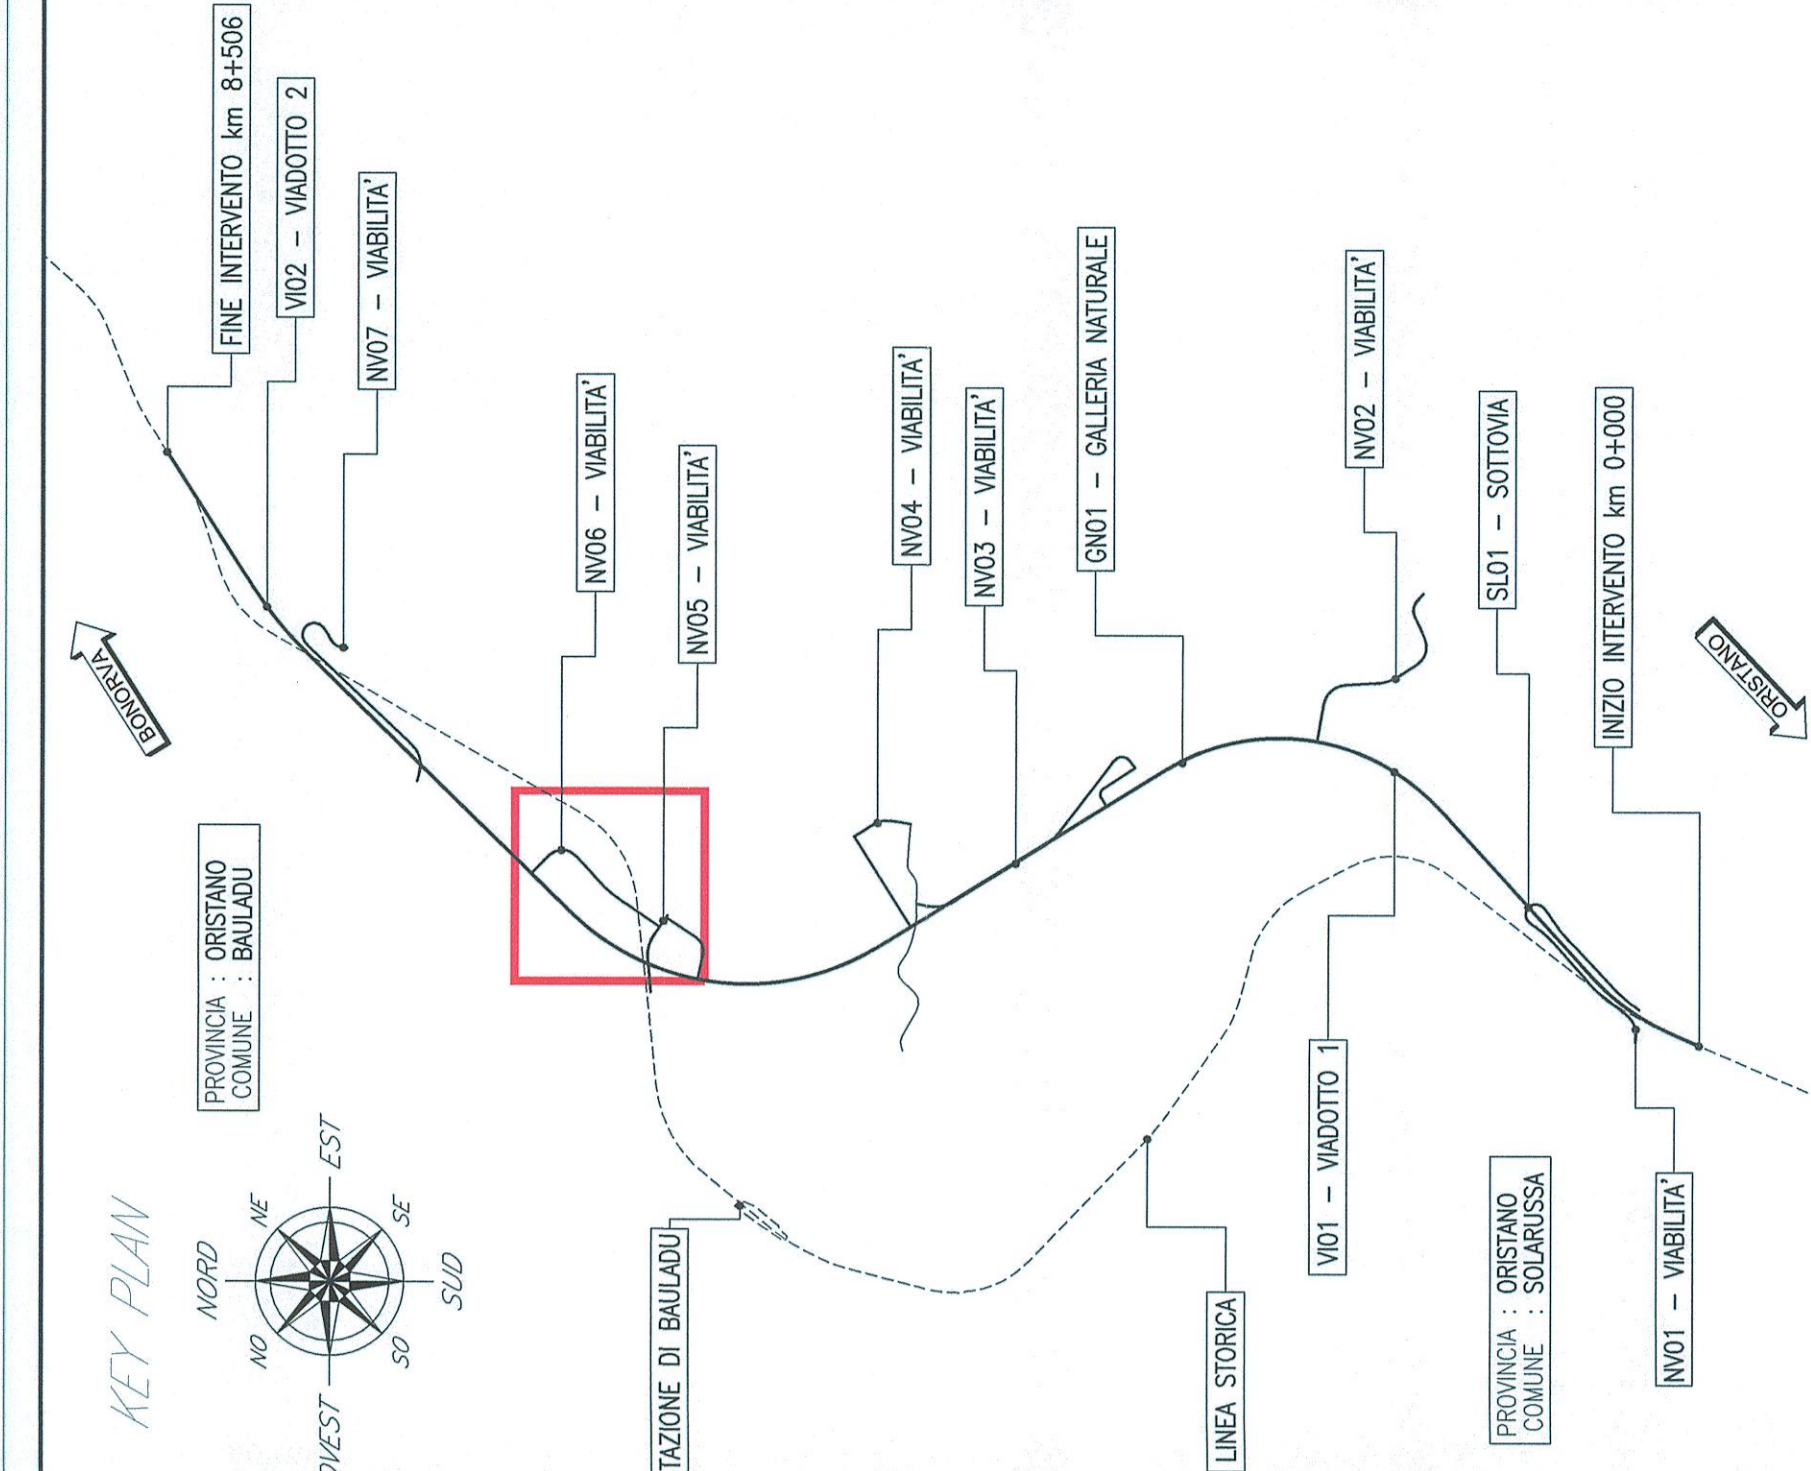 KEY PLAN
NORD
NO
NE
OVEST
EST
SO
SE
SUD
PROVINCIA : ORISTANO
COMUNE : BAULADU
BONORVA
FINE INTERVENTO km 8+506
VI02 - VIADOTTO 2
NV07 - VIABILITA'
NV06 - VIABILITA'
NV05 - VIABILITA'
TAZIONE DI BAULADU
NV04 - VIABILITA'
NV03 - VIABILITA'
GN01 - GALLERIA NATURALE
LINEA STORICA
VI01 - VIADOTTO 1
NV02 - VIABILITA'
SL01 - SOTTOVIA
PROVINCIA : ORISTANO
COMUNE : SOLARUSSA
INIZIO INTERVENTO km 0+000
NV01 - VIABILITA'
ORISTANO